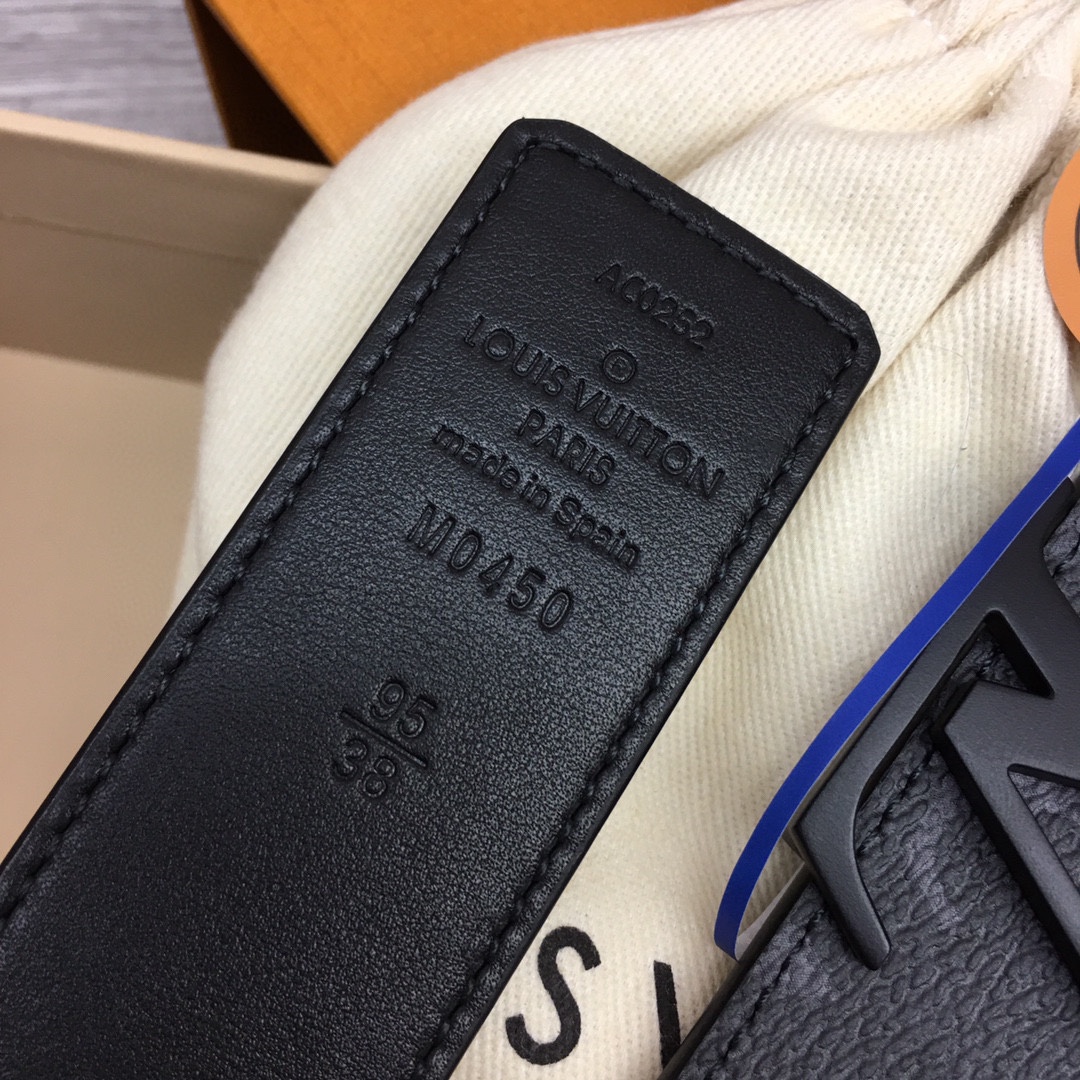 AC0252
LOUIS VUITTON
PARIS
made in Spain
M0450
95
38